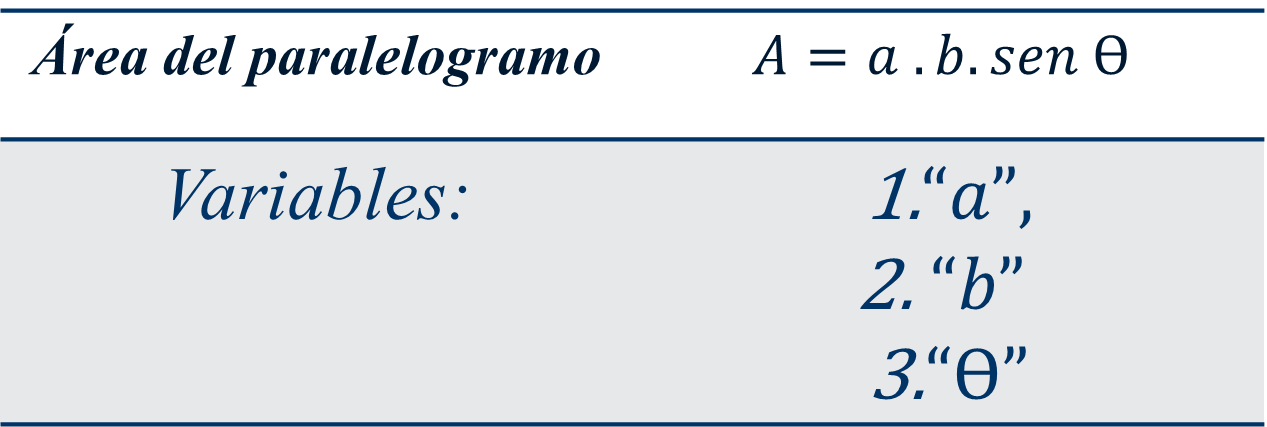 Área del paralelogramo A = a . b. sen Ɵ
Variables: 1.“a”,
2. “b”
3.“Ɵ”